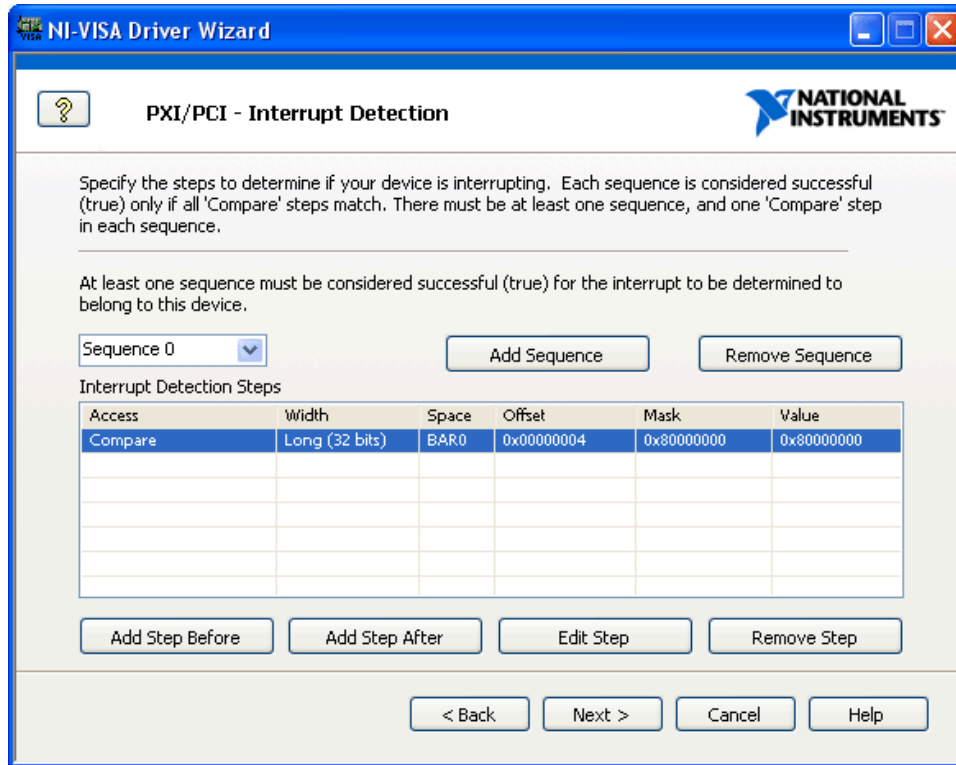 NI-VISA Driver Wizard
PXI/PCI - Interrupt Detection
NATIONAL
INSTRUMENTS
Specify the steps to determine if your device is interrupting. Each sequence is considered successful
(true) only if all 'Compare' steps match. There must be at least one sequence, and one 'Compare' step
in each sequence.
At least one sequence must be considered successful (true) for the interrupt to be determined to
belong to this device.
Sequence 0 Add Sequence Remove Sequence
Interrupt Detection Steps
Access Width Space Offset Mask Value
Compare Long (32 bits) BAR0 0x00000004 0x80000000 0x80000000
Add Step Before Add Step After Edit Step Remove Step
< Back Next > Cancel Help